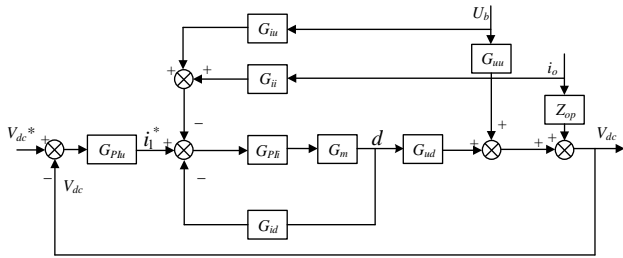 U_b
G_iu
+
+
G_uu
i_o
G_ii
Z_op
−
+
+
V_dc*
+
i_1*
+
d
+
+
+
V_dc
G_PIu
G_PIi
G_m
G_ud
−
V_dc
−
G_id